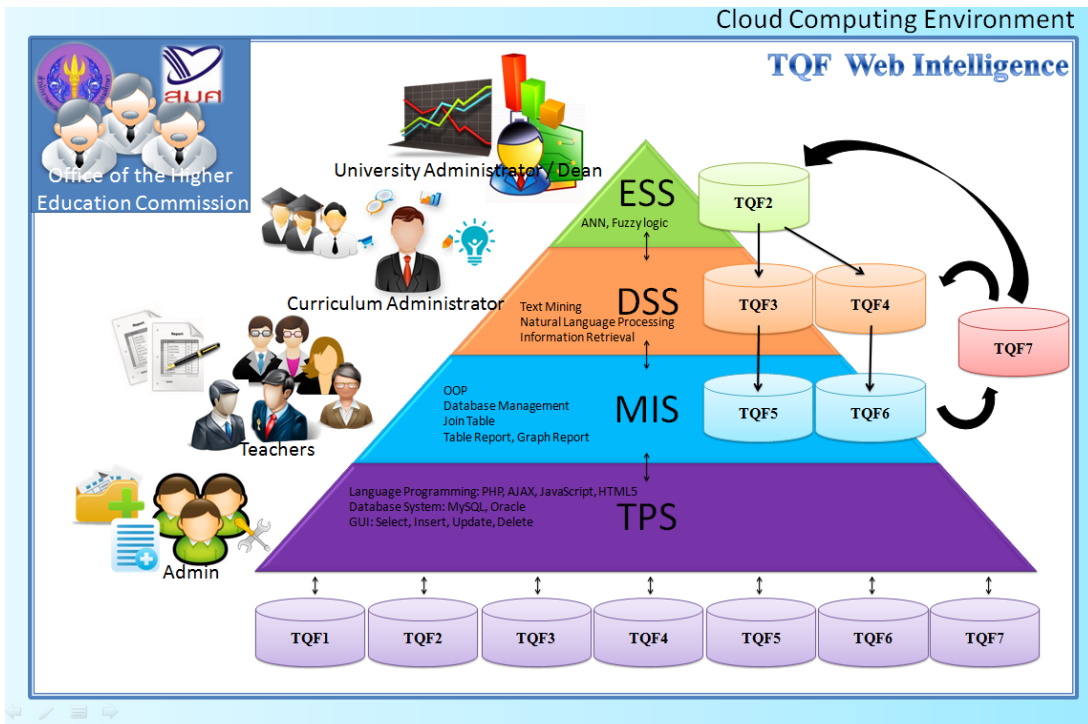 Cloud Computing Environment
TQF Web Intelligence
สมศ
Office of the Higher
Education Commission
University Administrator / Dean
Curriculum Administrator
Teachers
Admin
ESS
ANN, Fuzzy logic
DSS
Text Mining
Natural Language Processing
Information Retrieval
MIS
OOP
Database Management
Join Table
Table Report, Graph Report
TPS
Language Programming: PHP, AJAX, JavaScript, HTML5
Database System: MySQL, Oracle
GUI: Select, Insert, Update, Delete
TQF2
TQF3
TQF4
TQF7
TQF5
TQF6
Report
Report
TQF1
TQF2
TQF3
TQF4
TQF5
TQF6
TQF7